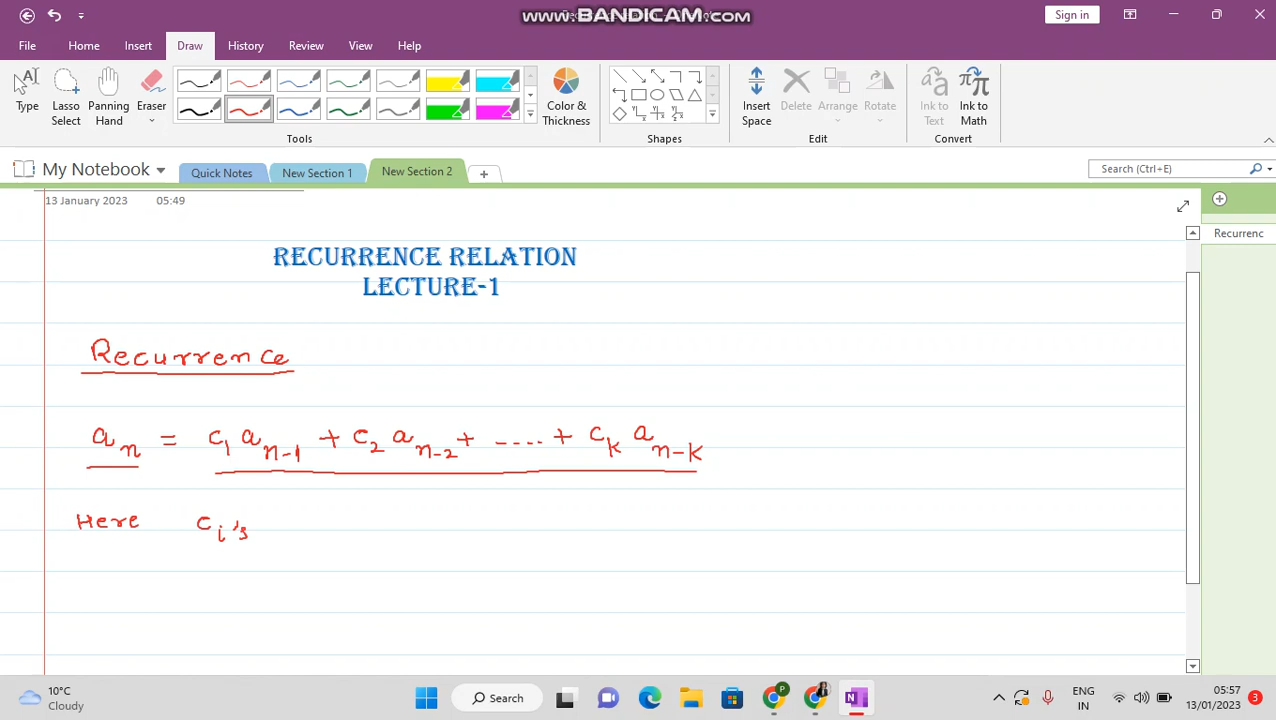 www.BANDICAM.com
Sign in
File Home Insert Draw History Review View Help
Type Lasso Select Panning Hand Eraser Color & Thickness Insert Space Delete Arrange Rotate Ink to Text Ink to Math
Tools Shapes Edit Convert
My Notebook Quick Notes New Section 1 New Section 2 Search (Ctrl+E)
13 January 2023 05:49
Recurrenc
RECURRENCE RELATION
LECTURE-1
Recurrence
aₙ = c₁ aₙ₋₁ + c₂ aₙ₋₂ + .... + cₖ aₙ₋ₖ
Here cᵢ's
10°C
Cloudy
Search
ENG
IN
05:57
13/01/2023
3